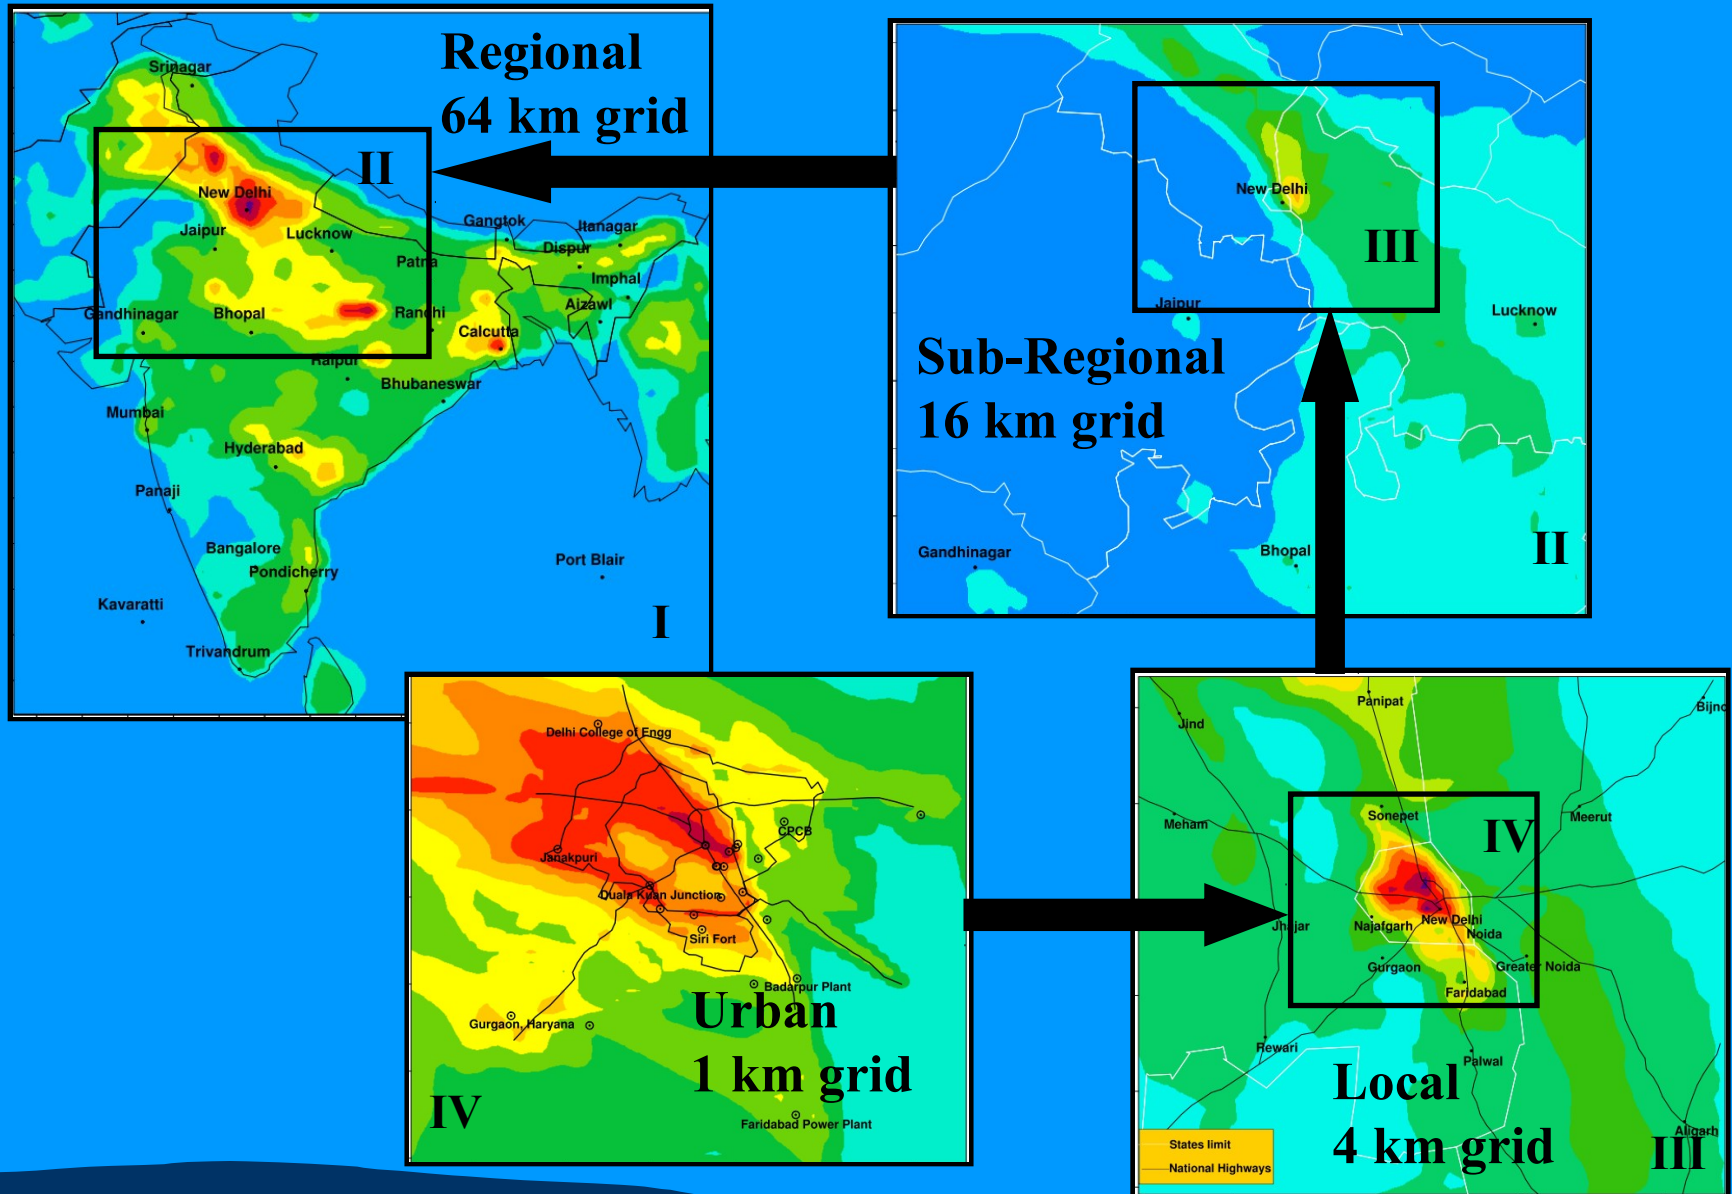 Regional
64 km grid
Srinagar
II
New Delhi
Jaipur
Lucknow
Gangtok
Itanagar
Dispur
Patna
Imphal
Gandhinagar
Bhopal
Ranchi
Aizawl
Calcutta
Raipur
Bhubaneswar
Mumbai
Hyderabad
Panaji
Bangalore
Pondicherry
Port Blair
Kavaratti
I
Trivandrum
New Delhi
III
Jaipur
Lucknow
Sub-Regional
16 km grid
II
Gandhinagar
Bhopal
Delhi College of Engg
CPCB
Janakpuri
Duala Kuan Junction
Siri Fort
Badarpur Plant
Gurgaon, Haryana
Urban
1 km grid
IV
Faridabad Power Plant
Panipat
Bijno
Jind
Sonepet
Meham
Meerut
IV
New Delhi
Najafgarh
Jhajjar
Noida
Gurgaon
Greater Noida
Faridabad
Rewari
Palwal
Local
4 km grid
Aligarh
III
States limit
National Highways